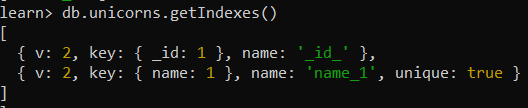 learn> db.unicorns.getIndexes()
[
  { v: 2, key: { _id: 1 }, name: '_id_' },
  { v: 2, key: { name: 1 }, name: 'name_1', unique: true }
]